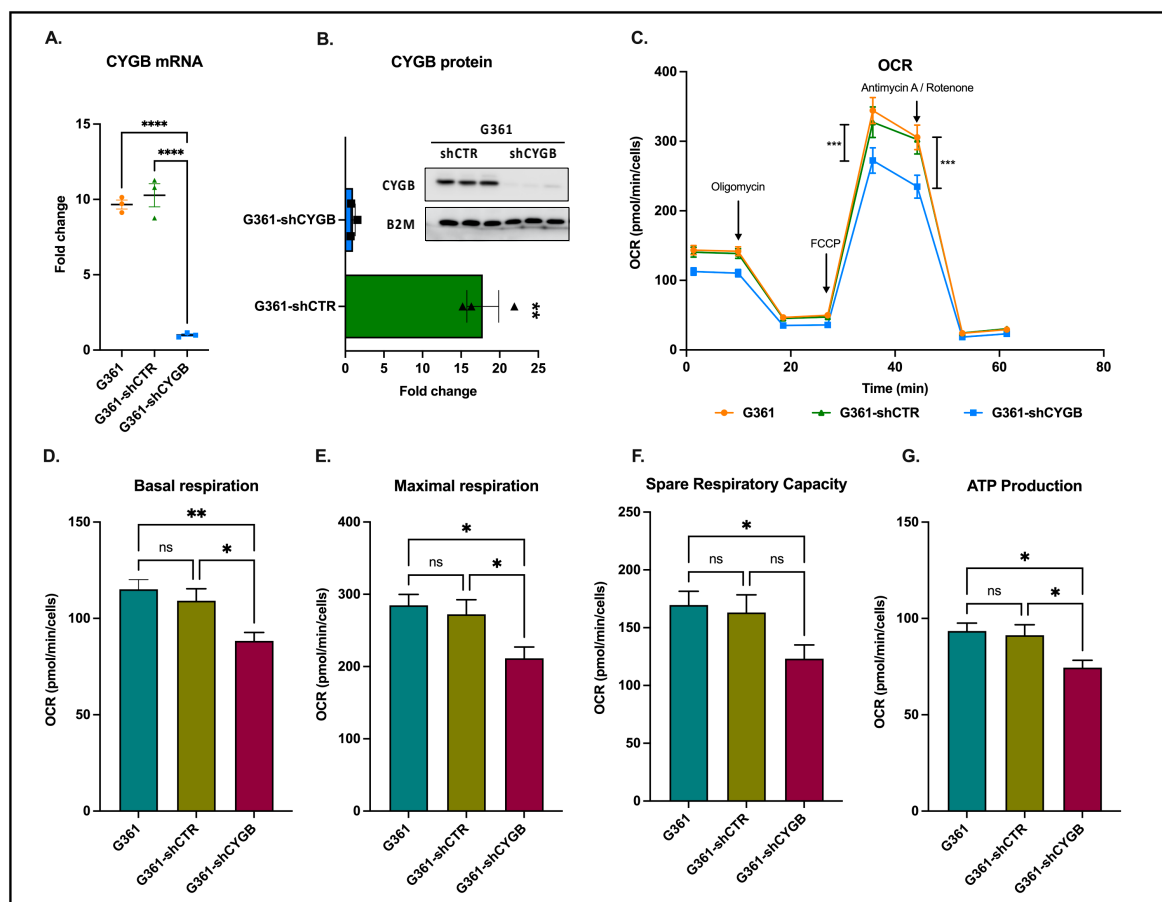 A.
CYGB mRNA
Fold change
15
10
5
0
****
****
G361
G361-shCTR
G361-shCYGB
B.
CYGB protein
G361
shCTR shCYGB
CYGB
B2M
G361-shCYGB
G361-shCTR
**
0 5 10 15 20 25
Fold change
C.
OCR
Antimycin A / Rotenone
OCR (pmol/min/cells)
400
300
200
100
0
Oligomycin
FCCP
***
***
0 20 40 60 80
Time (min)
G361 G361-shCTR G361-shCYGB
D.
Basal respiration
OCR (pmol/min/cells)
150
100
50
0
**
ns *
G361
G361-shCTR
G361-shCYGB
E.
Maximal respiration
OCR (pmol/min/cells)
400
300
200
100
0
*
ns *
G361
G361-shCTR
G361-shCYGB
F.
Spare Respiratory Capacity
OCR (pmol/min/cells)
250
200
150
100
50
0
*
ns ns
G361
G361-shCTR
G361-shCYGB
G.
ATP Production
OCR (pmol/min/cells)
150
100
50
0
*
ns *
G361
G361-shCTR
G361-shCYGB